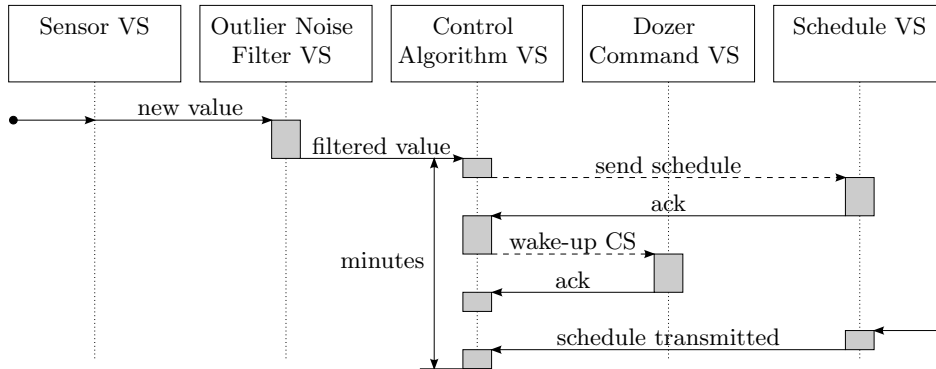 Sensor VS
Outlier Noise
Filter VS
Control
Algorithm VS
Dozer
Command VS
Schedule VS
new value
filtered value
send schedule
ack
wake-up CS
minutes
ack
schedule transmitted